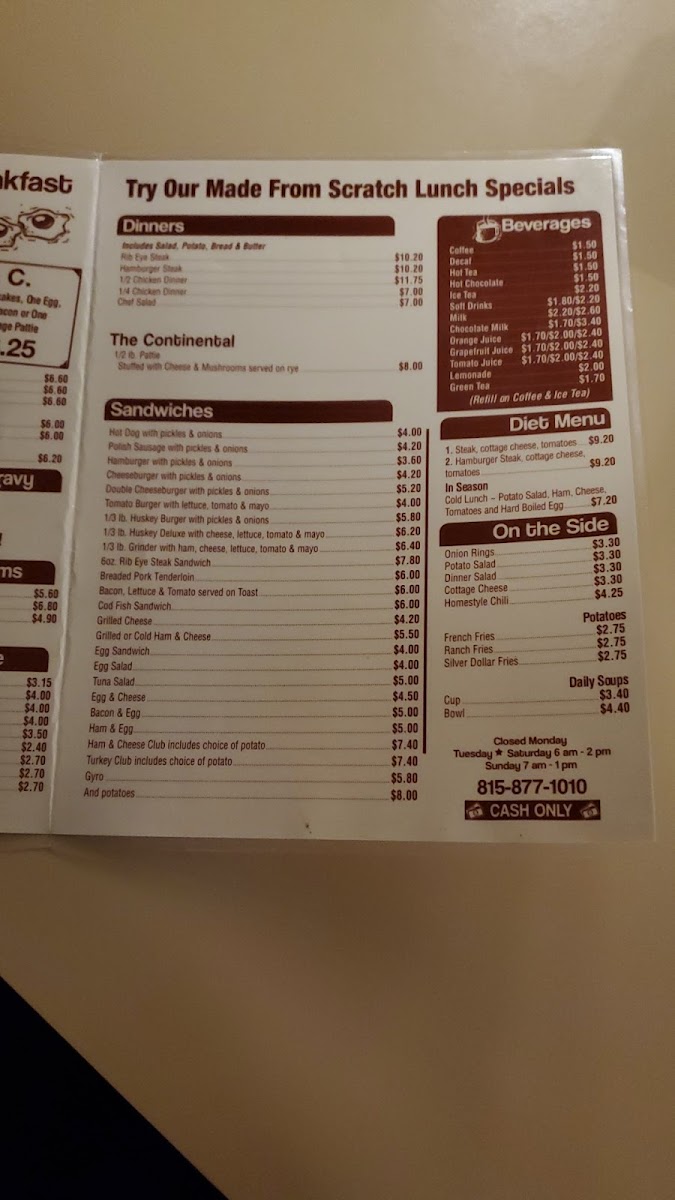 kfast
C.
akes, One Egg,
acon or One
ge Pattie
.25
$6.60
$6.60
$6.60
$6.00
$6.00
$6.20
ravy
ms
$5.60
$6.80
$4.90
e
$3.15
$4.00
$4.00
$4.00
$3.50
$2.40
$2.70
$2.70
$2.70
Try Our Made From Scratch Lunch Specials
Dinners
Includes Salad, Potato, Bread & Butter
Rib Eye Steak $10.20
Hamburger Steak $10.20
1/2 Chicken Dinner $11.75
1/4 Chicken Dinner $7.00
Chef Salad $7.00
The Continental
1/2 lb. Pattie
Stuffed with Cheese & Mushrooms served on rye $8.00
Sandwiches
Hot Dog with pickles & onions $4.00
Polish Sausage with pickles & onions $4.20
Hamburger with pickles & onions $3.60
Cheeseburger with pickles & onions $4.20
Double Cheeseburger with pickles & onions $5.20
Tomato Burger with lettuce, tomato & mayo $4.00
1/3 lb. Huskey Burger with pickles & onions $5.80
1/3 lb. Huskey Deluxe with cheese, lettuce, tomato & mayo $6.20
1/3 lb. Grinder with ham, cheese, lettuce, tomato & mayo $6.40
6oz. Rib Eye Steak Sandwich $7.80
Breaded Pork Tenderloin $6.00
Bacon, Lettuce & Tomato served on Toast $6.00
Cod Fish Sandwich $6.00
Grilled Cheese $4.20
Grilled or Cold Ham & Cheese $5.50
Egg Sandwich $4.00
Egg Salad $4.00
Tuna Salad $5.00
Egg & Cheese $4.50
Bacon & Egg $5.00
Ham & Egg $5.00
Ham & Cheese Club includes choice of potato $7.40
Turkey Club includes choice of potato $7.40
Gyro $5.80
And potatoes $8.00
Beverages
Coffee $1.50
Decaf $1.50
Hot Tea $1.50
Hot Chocolate $1.50
Ice Tea $2.20
Soft Drinks $1.80/$2.20
Milk $2.20/$2.60
Chocolate Milk $1.70/$3.40
Orange Juice $1.70/$2.00/$2.40
Grapefruit Juice $1.70/$2.00/$2.40
Tomato Juice $1.70/$2.00/$2.40
Lemonade $2.00
Green Tea $1.70
(Refill on Coffee & Ice Tea)
Diet Menu
1. Steak, cottage cheese, tomatoes $9.20
2. Hamburger Steak, cottage cheese,
tomatoes $9.20
In Season
Cold Lunch - Potato Salad, Ham, Cheese,
Tomatoes and Hard Boiled Egg $7.20
On the Side
Onion Rings $3.30
Potato Salad $3.30
Dinner Salad $3.30
Cottage Cheese $3.30
Homestyle Chili $4.25
Potatoes
French Fries $2.75
Ranch Fries $2.75
Silver Dollar Fries $2.75
Daily Soups
Cup $3.40
Bowl $4.40
Closed Monday
Tuesday ★ Saturday 6 am - 2 pm
Sunday 7 am - 1 pm
815-877-1010
CASH ONLY